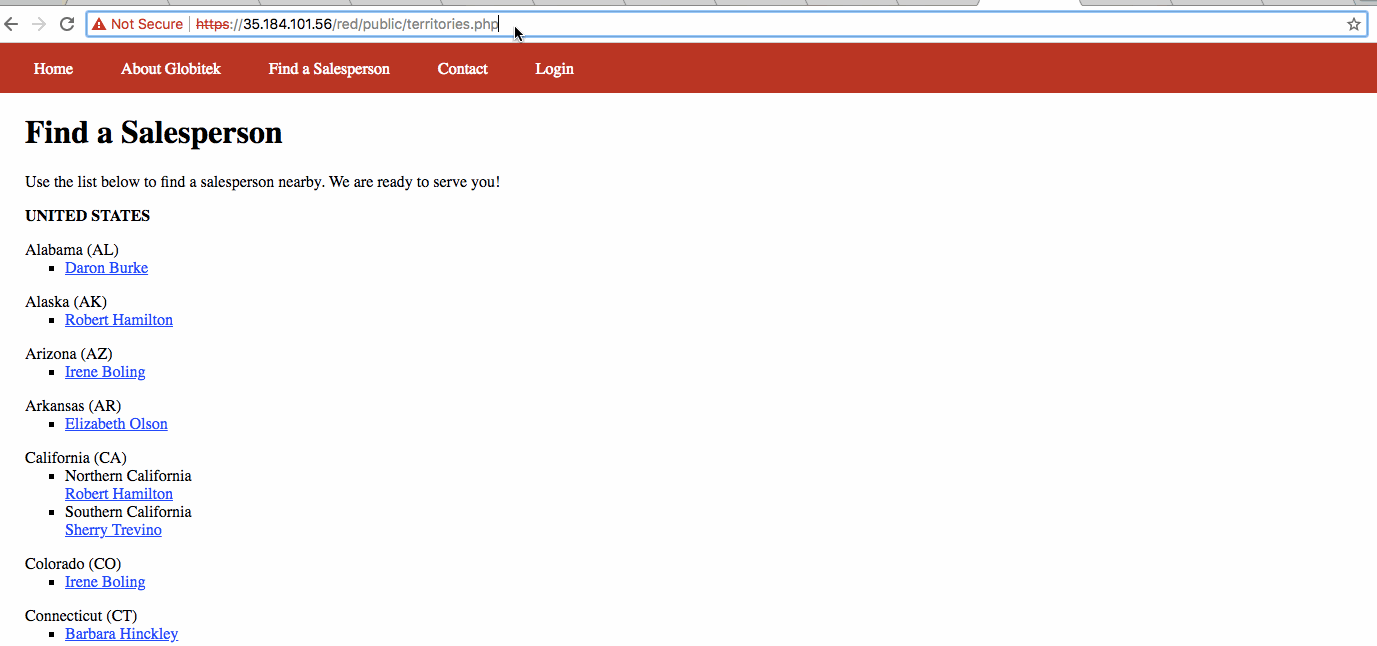 Not Secure https://35.184.101.56/red/public/territories.php
Home About Globitek Find a Salesperson Contact Login
Find a Salesperson
Use the list below to find a salesperson nearby. We are ready to serve you!
UNITED STATES
Alabama (AL)
Daron Burke
Alaska (AK)
Robert Hamilton
Arizona (AZ)
Irene Boling
Arkansas (AR)
Elizabeth Olson
California (CA)
Northern California
Robert Hamilton
Southern California
Sherry Trevino
Colorado (CO)
Irene Boling
Connecticut (CT)
Barbara Hinckley